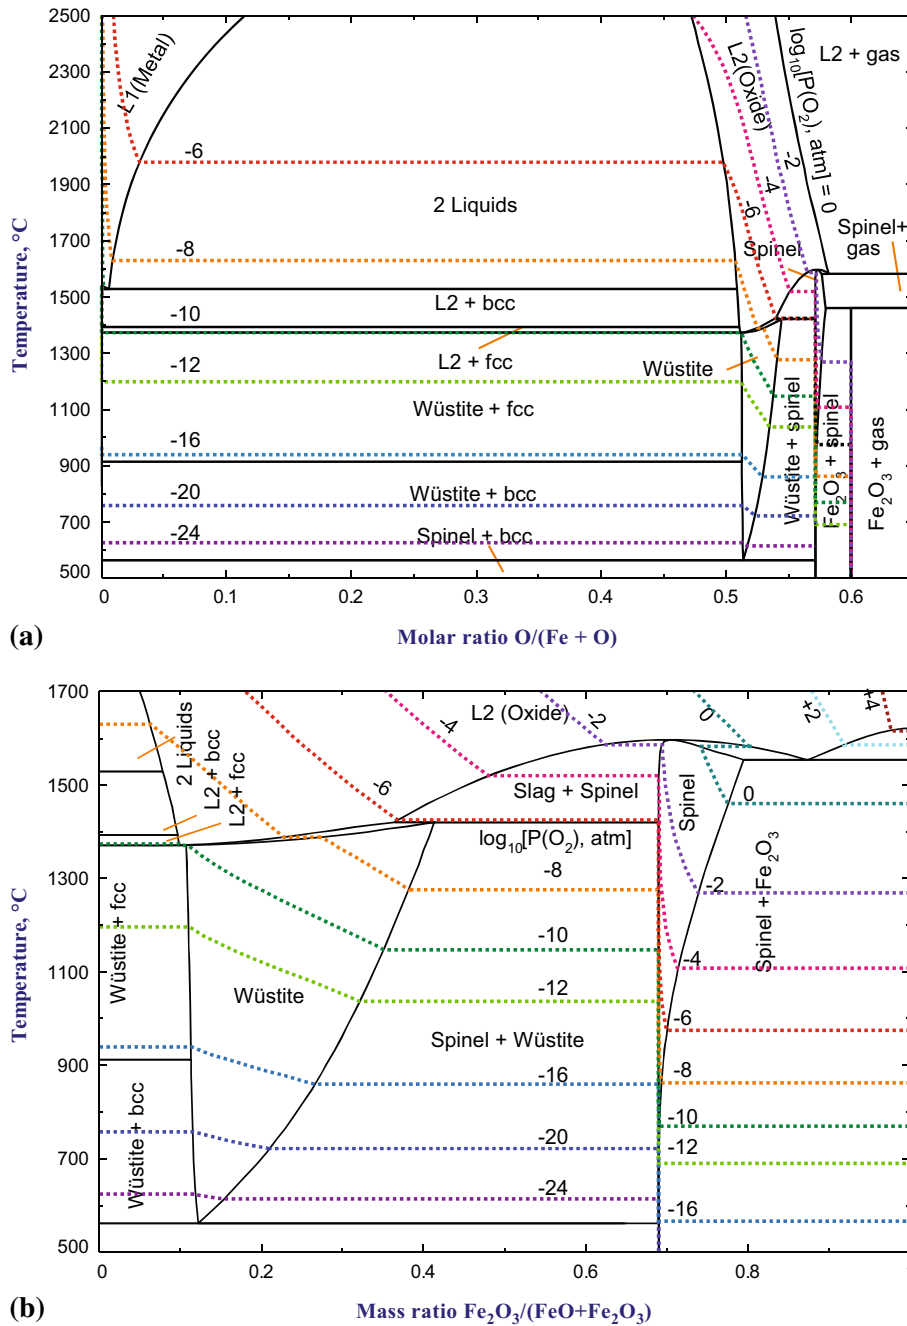 2500
2300
2100
1900
1700
1500
1300
1100
900
700
500
Temperature, °C
L1(Metal)
L2(Oxide)
log10[P(O2), atm] = 0
L2 + gas
-2
-4
-6
-6
2 Liquids
Spinel
Spinel+
gas
-8
L2 + bcc
-10
L2 + fcc
Wüstite
-12
Wüstite + fcc
-16
-20
Wüstite + bcc
-24
Spinel + bcc
Wüstite + spinel
Fe2O3 + spinel
Fe2O3 + gas
0.1
0.2
0.3
0.4
0.5
0.6
(a)
Molar ratio O/(Fe + O)
1700
1500
1300
1100
900
700
500
Temperature, °C
2 Liquids
L2 + bcc
L2 + fcc
L2 (Oxide)
-6
-4
-2
0
+2
+4
Slag + Spinel
Spinel
log10[P(O2), atm]
0
-8
-2
-10
-4
-12
-6
-16
-8
-10
-12
-20
-24
-16
Wüstite + fcc
Wüstite
Spinel + Wüstite
Spinel + Fe2O3
Wüstite + bcc
0.2
0.4
0.6
0.8
(b)
Mass ratio Fe2O3/(FeO+Fe2O3)